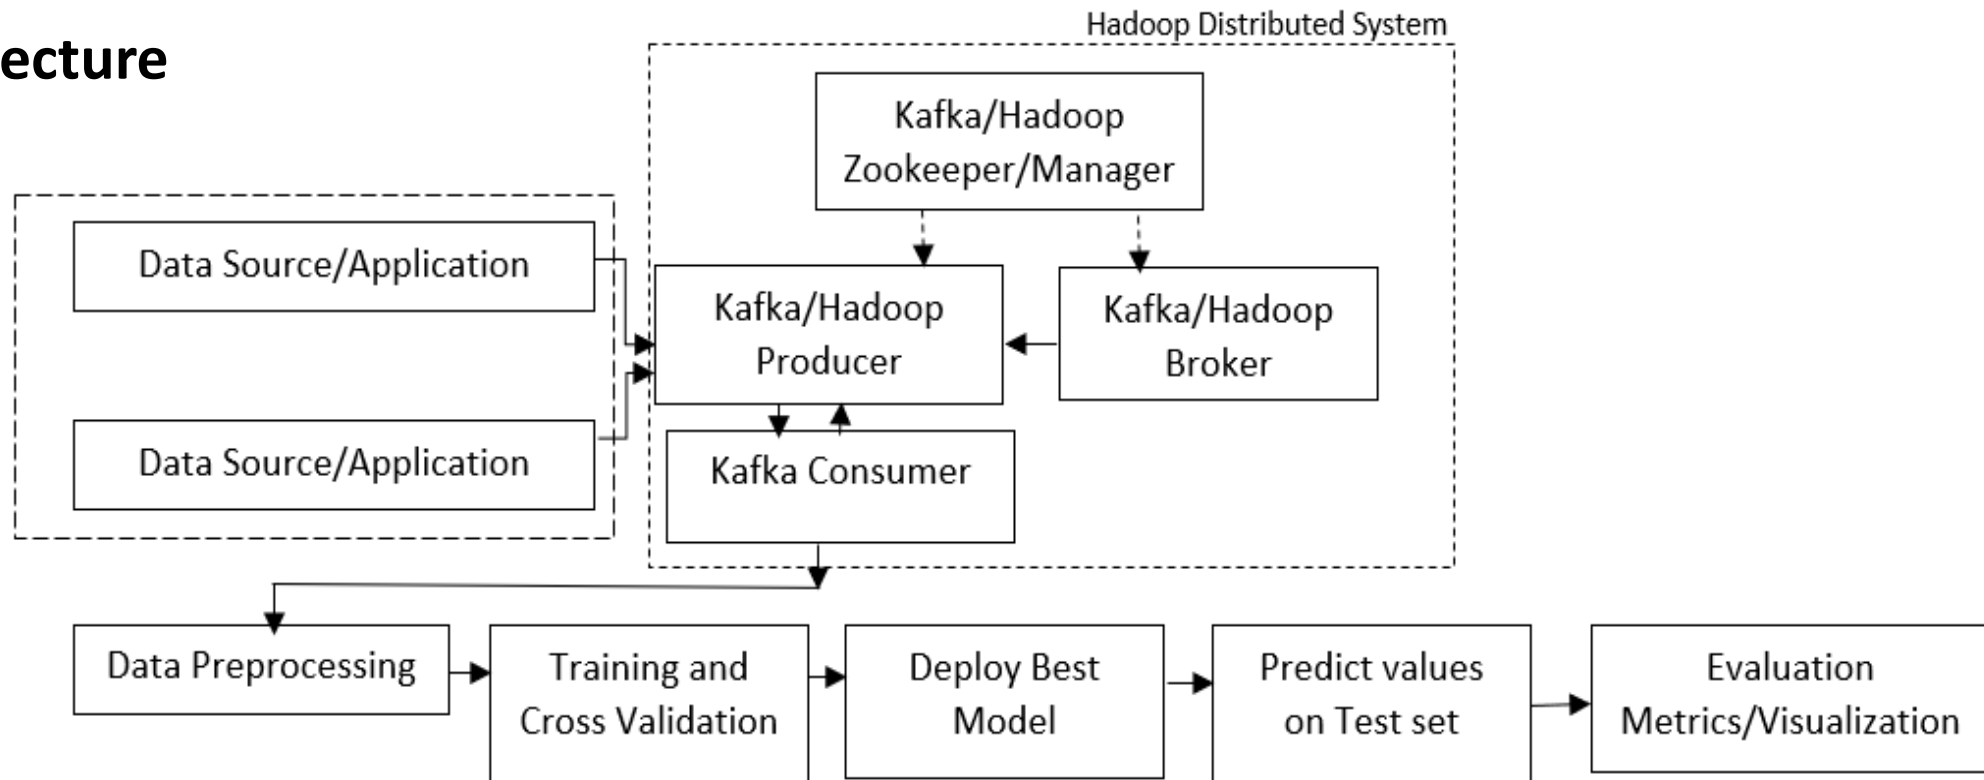 ecture
Hadoop Distributed System
Kafka/Hadoop
Zookeeper/Manager
Data Source/Application
Kafka/Hadoop
Producer
Kafka/Hadoop
Broker
Data Source/Application
Kafka Consumer
Data Preprocessing
Training and
Cross Validation
Deploy Best
Model
Predict values
on Test set
Evaluation
Metrics/Visualization